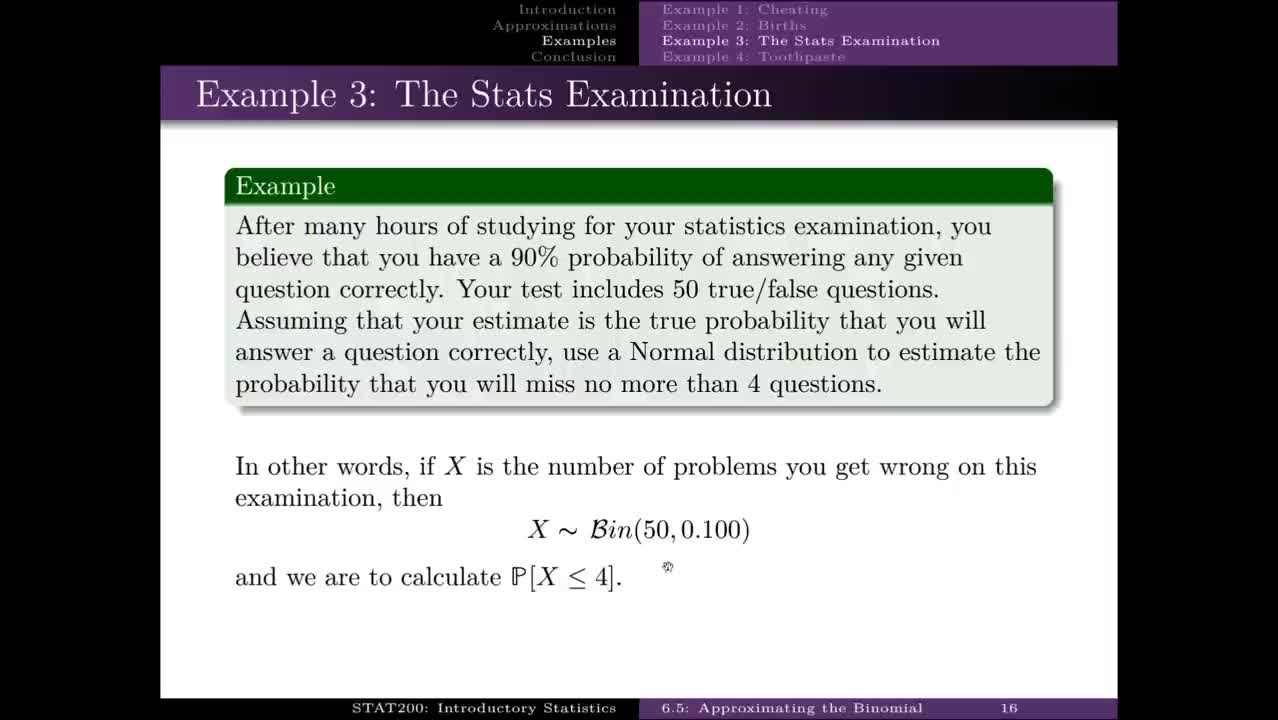 Introduction
Approximations
Examples
Conclusion
Example 1: Cheating
Example 2: Births
Example 3: The Stats Examination
Example 4: Toothpaste
Example 3: The Stats Examination
Example
After many hours of studying for your statistics examination, you
believe that you have a 90% probability of answering any given
question correctly. Your test includes 50 true/false questions.
Assuming that your estimate is the true probability that you will
answer a question correctly, use a Normal distribution to estimate the
probability that you will miss no more than 4 questions.
In other words, if X is the number of problems you get wrong on this
examination, then
X ∼ Bin(50, 0.100)
and we are to calculate ℙ[X ≤ 4].
STAT200: Introductory Statistics
6.5: Approximating the Binomial
16